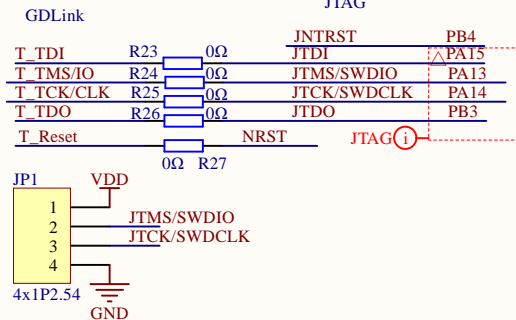 JTAG
GDLink
JNTRST PB4
T_TDI R23 0Ω JTDI PA15
T_TMS/IO R24 0Ω JTMS/SWDIO PA13
T_TCK/CLK R25 0Ω JTCK/SWDCLK PA14
T_TDO R26 0Ω JTDO PB3
T_Reset NRST JTAG i
0Ω R27
JP1 VDD
1
2 JTMS/SWDIO
3 JTCK/SWDCLK
4
4x1P2.54
GND